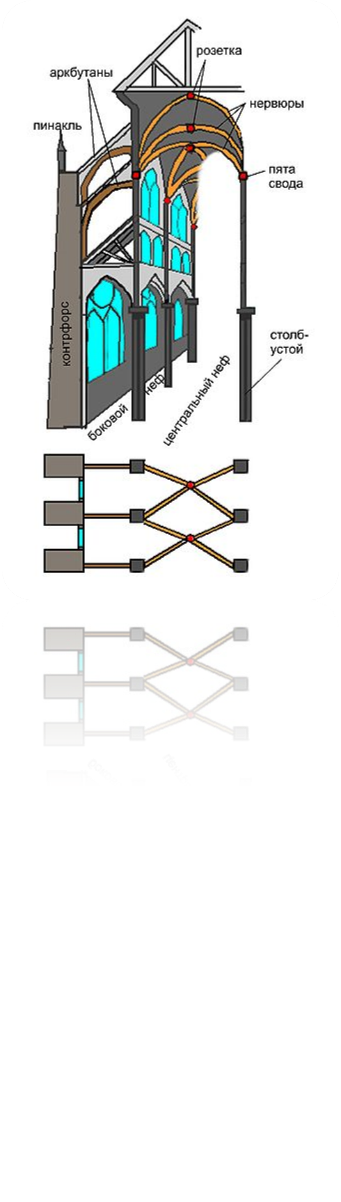 розетка
аркбутаны
нервюры
пинакль
пята
свода
контрфорс
столб-
устой
боковой неф
центральный неф